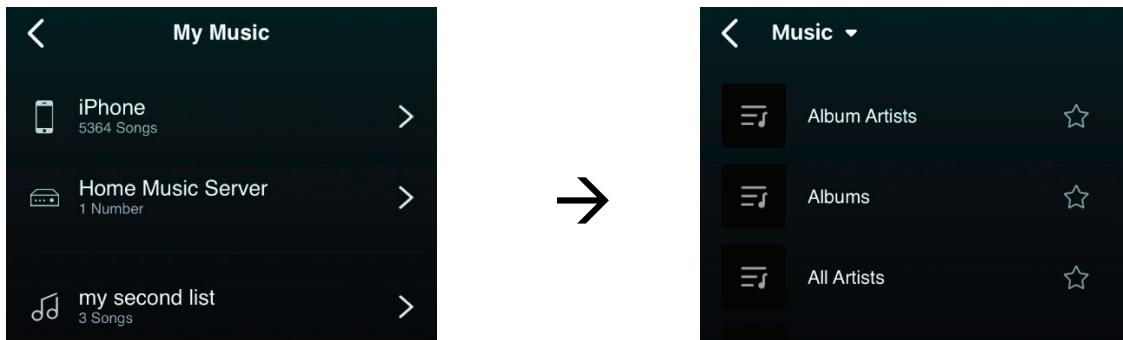 My Music
iPhone
5364 Songs
Home Music Server
1 Number
my second list
3 Songs
Music
Album Artists
Albums
All Artists